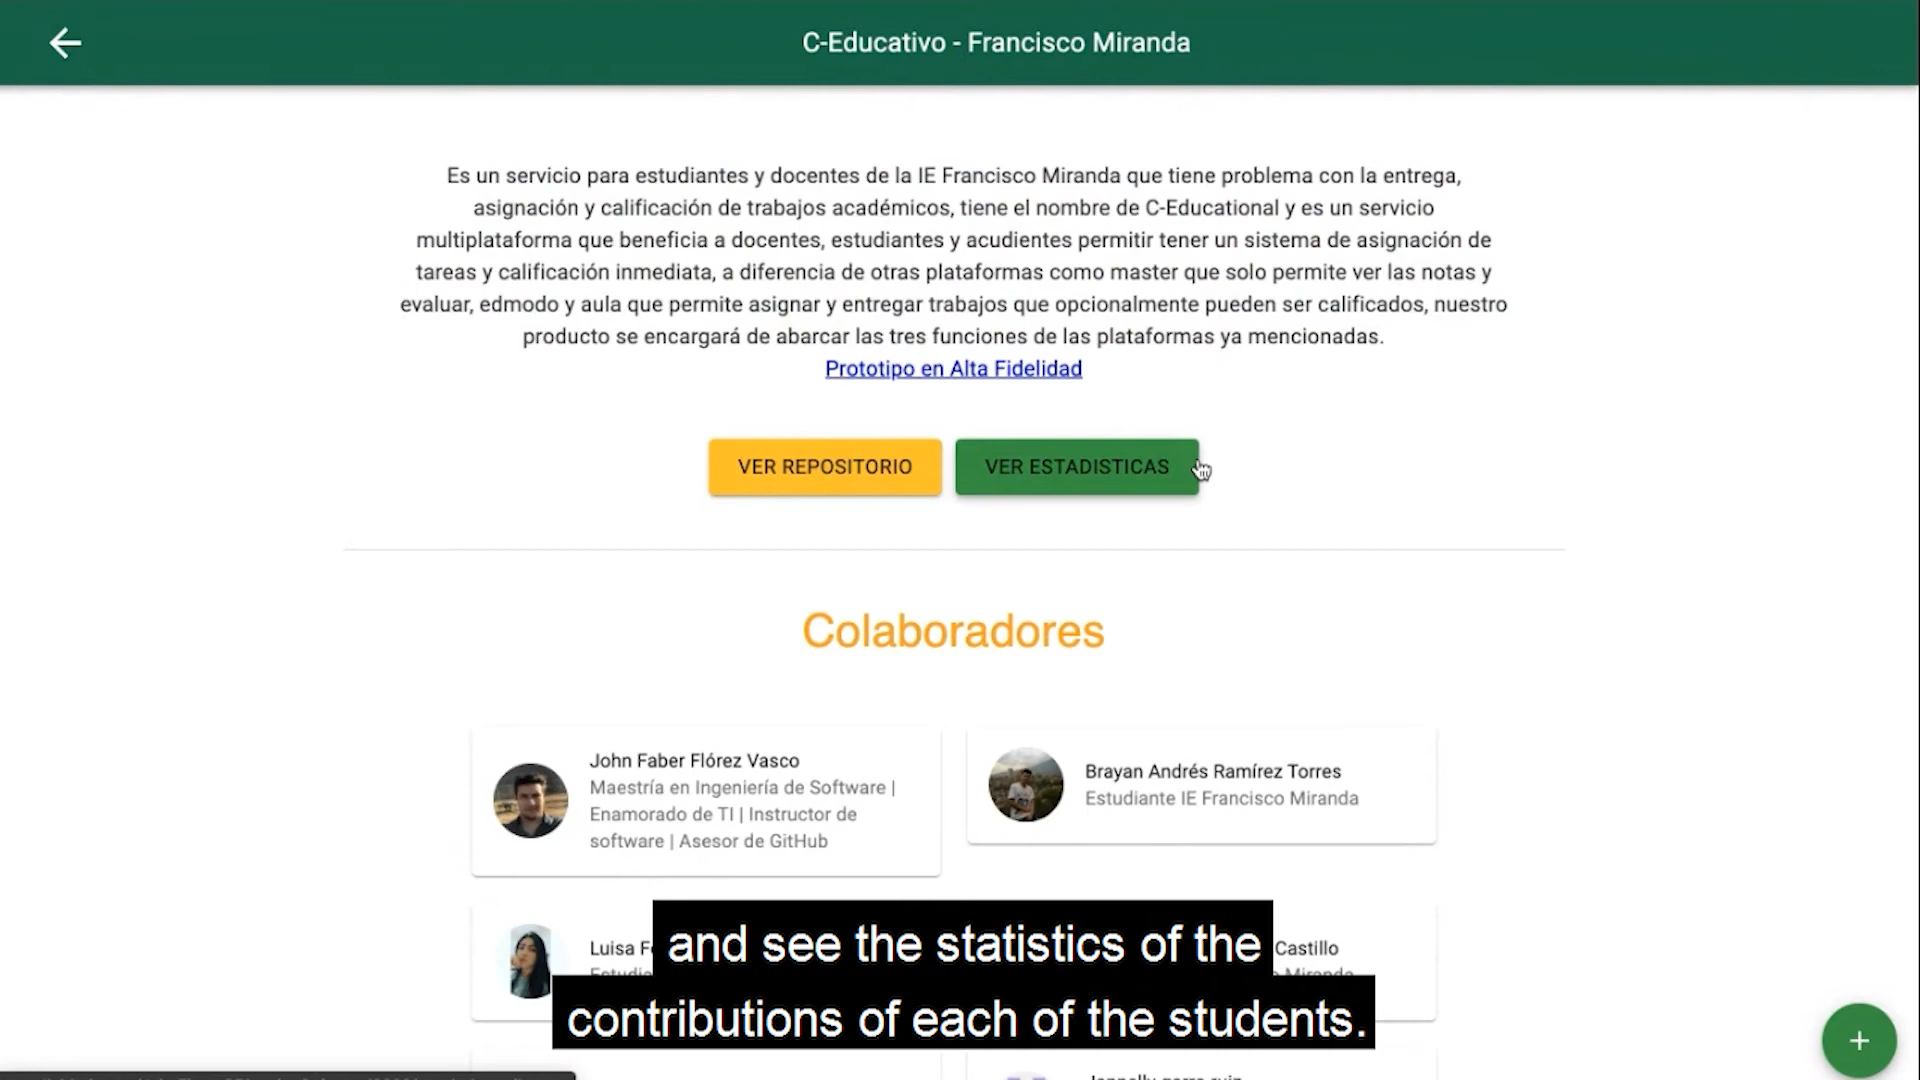 C-Educativo - Francisco Miranda
Es un servicio para estudiantes y docentes de la IE Francisco Miranda que tiene problema con la entrega,
asignación y calificación de trabajos académicos, tiene el nombre de C-Educational y es un servicio
multiplataforma que beneficia a docentes, estudiantes y acudientes permitir tener un sistema de asignación de
tareas y calificación inmediata, a diferencia de otras plataformas como master que solo permite ver las notas y
evaluar, edmodo y aula que permite asignar y entregar trabajos que opcionalmente pueden ser calificados, nuestro
producto se encargará de abarcar las tres funciones de las plataformas ya mencionadas.
Prototipo en Alta Fidelidad
VER REPOSITORIO
VER ESTADISTICAS
Colaboradores
John Faber Flórez Vasco
Maestría en Ingeniería de Software |
Enamorado de TI | Instructor de
software | Asesor de GitHub
Brayan Andrés Ramírez Torres
Estudiante IE Francisco Miranda
Luisa
Castillo
and see the statistics of the
contributions of each of the students.
+